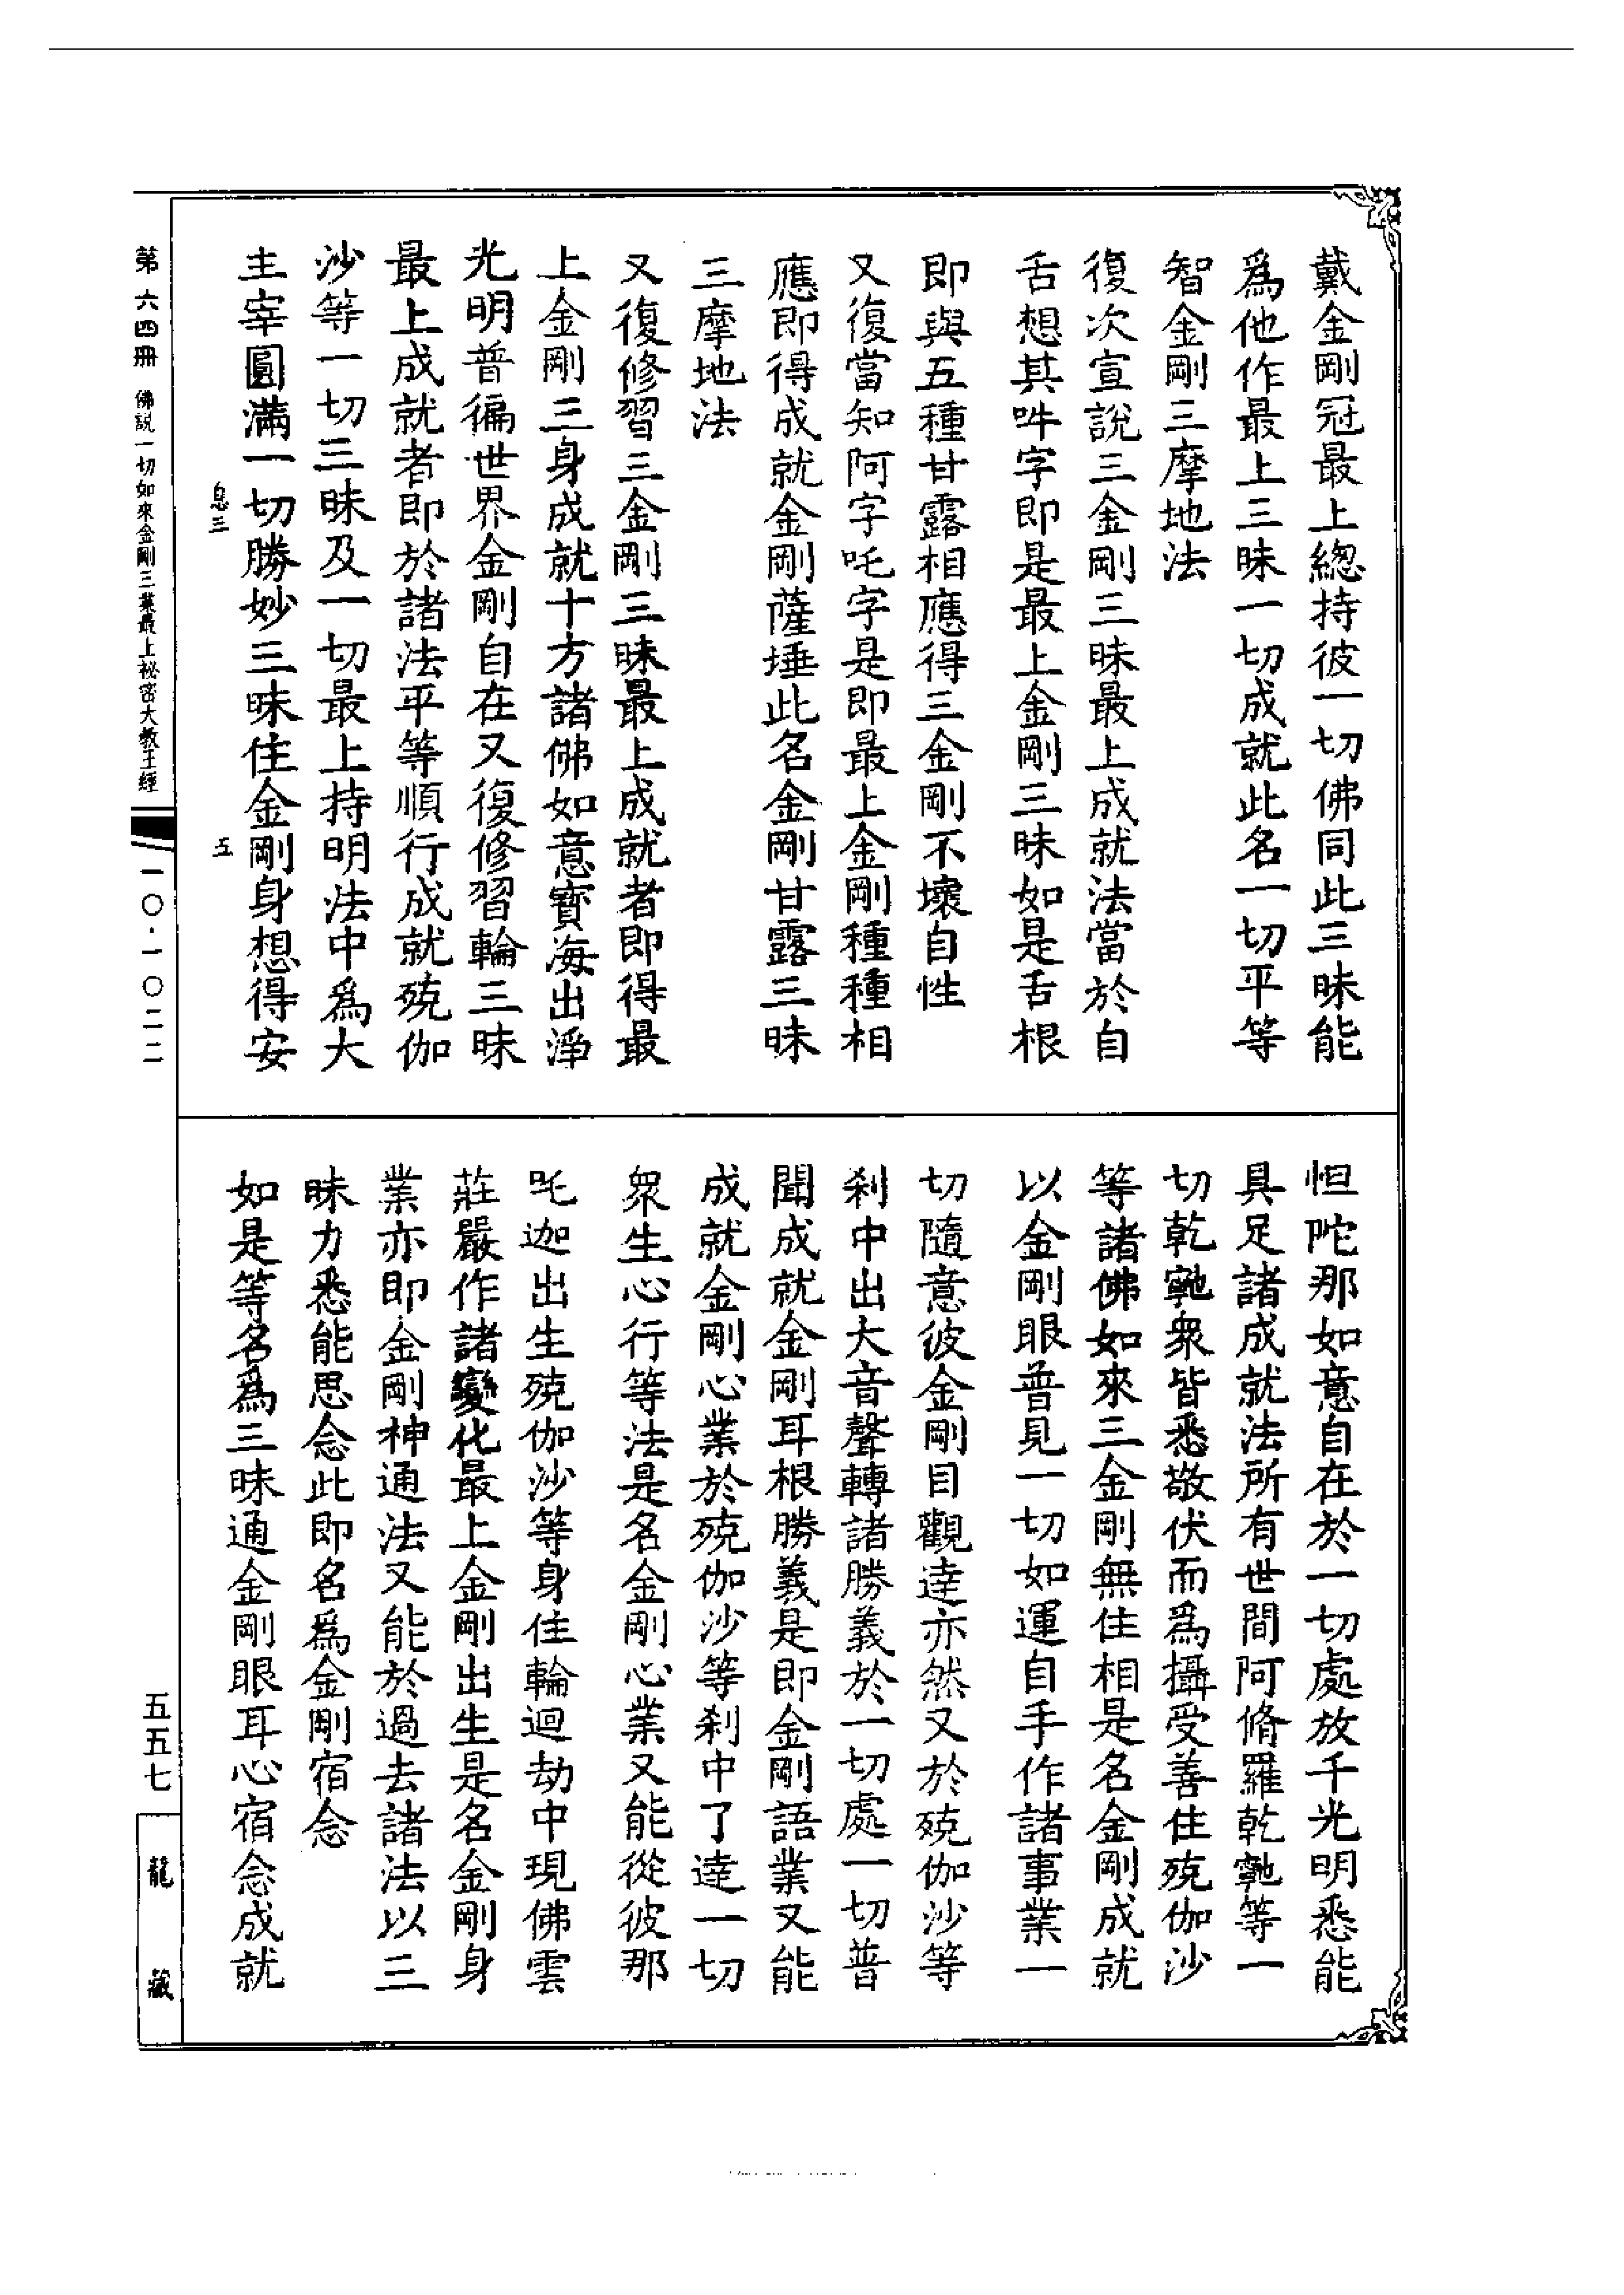 戴金剛冠最上總持彼一切佛同此三昧能
為他作最上三昧一切成就此名一切平等
智金剛三摩地法
復次宣說三金剛三昧最上成就法當於自
舌想其吽字即是最上金剛三昧如是舌根
即與五種甘露相應得三金剛不壞自性
又復當知阿字吒字是即最上金剛種種相
應即得成就金剛薩埵此名金剛甘露三昧
三摩地法
又復修習三金剛三昧最上成就者即得最
上金剛三身成就十方諸佛如意寶海出淨
光明普徧世界金剛自在又復修習輪三昧
最上成就者即於諸法平等順行成就殑伽
沙等一切三昧及一切最上持明法中為大
主宰圓滿一切勝妙三昧住金剛身想得安
息三
五
怛陀那如意自在於一切處放千光明悉能
具足諸成就法所有世間阿脩羅乾闥等一
切乾闥衆皆悉敬伏而為攝受善住殑伽沙
等諸佛如來三金剛無住相是名金剛成就
以金剛眼普見一切如運自手作諸事業一
切隨意彼金剛目觀達亦然又於殑伽沙等
刹中出大音聲轉諸勝義於一切處一切普
聞成就金剛耳根勝義是即金剛語業又能
成就金剛心業於殑伽沙等刹中了達一切
衆生心行等法是名金剛心業又能從彼那
吒迦出生殑伽沙等身住輪迴劫中現佛雲
莊嚴作諸變化最上金剛出生是名金剛身
業亦即金剛神通法又能於過去諸法以三
昧力悉能思念此即名為金剛宿念
如是等名為三昧通金剛眼耳心宿念成就
第六四冊 佛說一切如來金剛三業最上祕密大教王經
一〇·一〇二二
五五七
龍藏